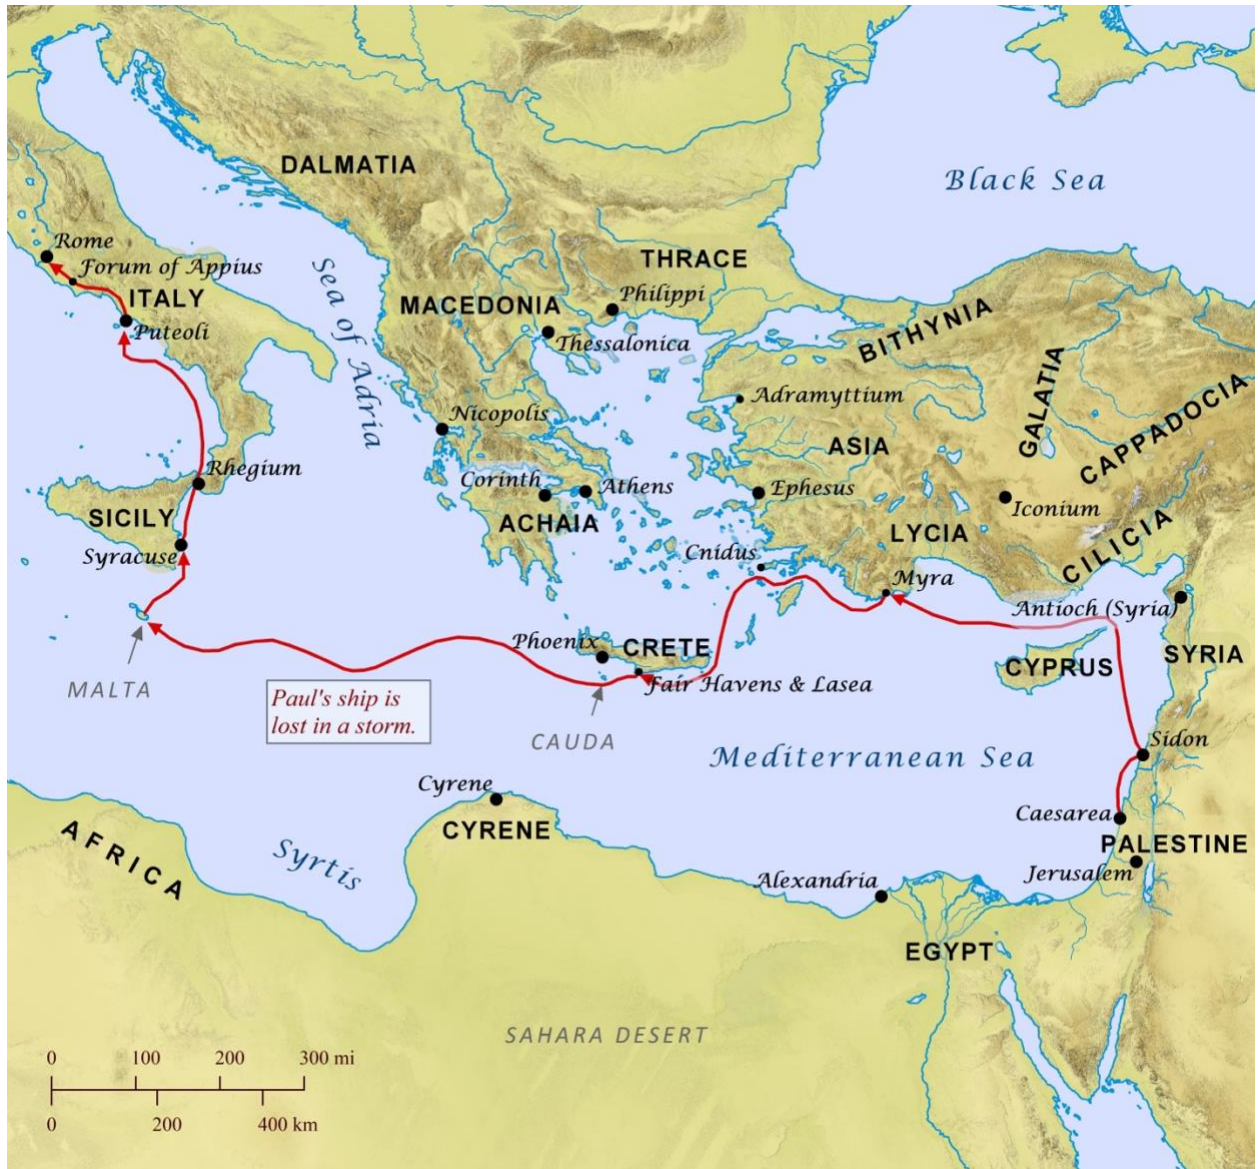 Black Sea
DALMATIA
Rome
Forum of Appius
ITALY
Puteoli
Sea of Adria
THRACE
MACEDONIA
Philippi
Thessalonica
BITHYNIA
GALATIA
CAPPADOCIA
Adramyttium
Nicopolis
ASIA
Rhegium
Corinth
Athens
Ephesus
Iconium
SICILY
ACHAIA
LYCIA
CILICIA
Syracuse
Cnidus
Myra
Antioch (Syria)
Phoenix
CRETE
CYPRUS
SYRIA
MALTA
Fair Havens & Lasea
Paul's ship is
lost in a storm.
CAUDA
Mediterranean Sea
Sidon
Cyrene
CYRENE
Caesarea
PALESTINE
AFRICA
Syrtis
Jerusalem
Alexandria
EGYPT
SAHARA DESERT
0 100 200 300 mi
0 200 400 km